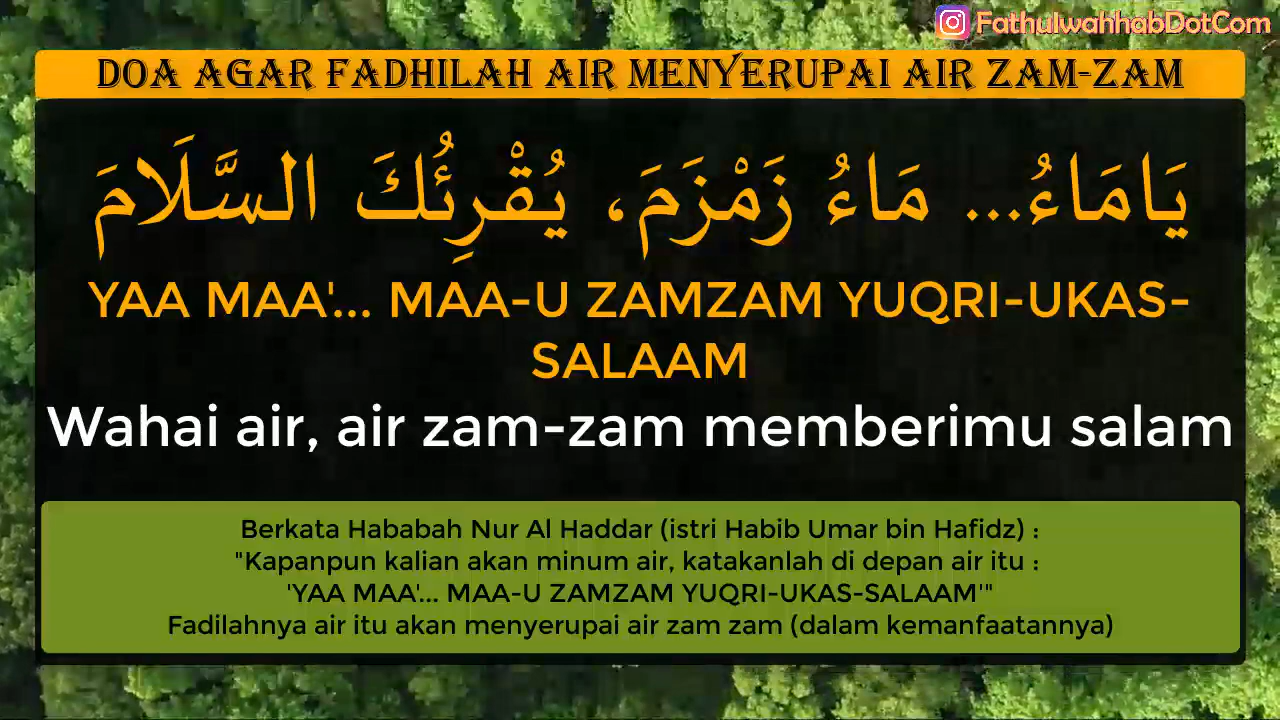 FathulwahhabDotCom
DOA AGAR FADHILAH AIR MENYERUPAI AIR ZAM-ZAM
يَامَاءُ... مَاءُ زَمْزَمَ، يُقْرِئُكَ السَّلَامَ
YAA MAA'... MAA-U ZAMZAM YUQRI-UKAS-
SALAAM
Wahai air, air zam-zam memberimu salam
Berkata Hababah Nur Al Haddar (istri Habib Umar bin Hafidz) :
"Kapanpun kalian akan minum air, katakanlah di depan air itu :
'YAA MAA'... MAA-U ZAMZAM YUQRI-UKAS-SALAAM'"
Fadilahnya air itu akan menyerupai air zam zam (dalam kemanfaatannya)